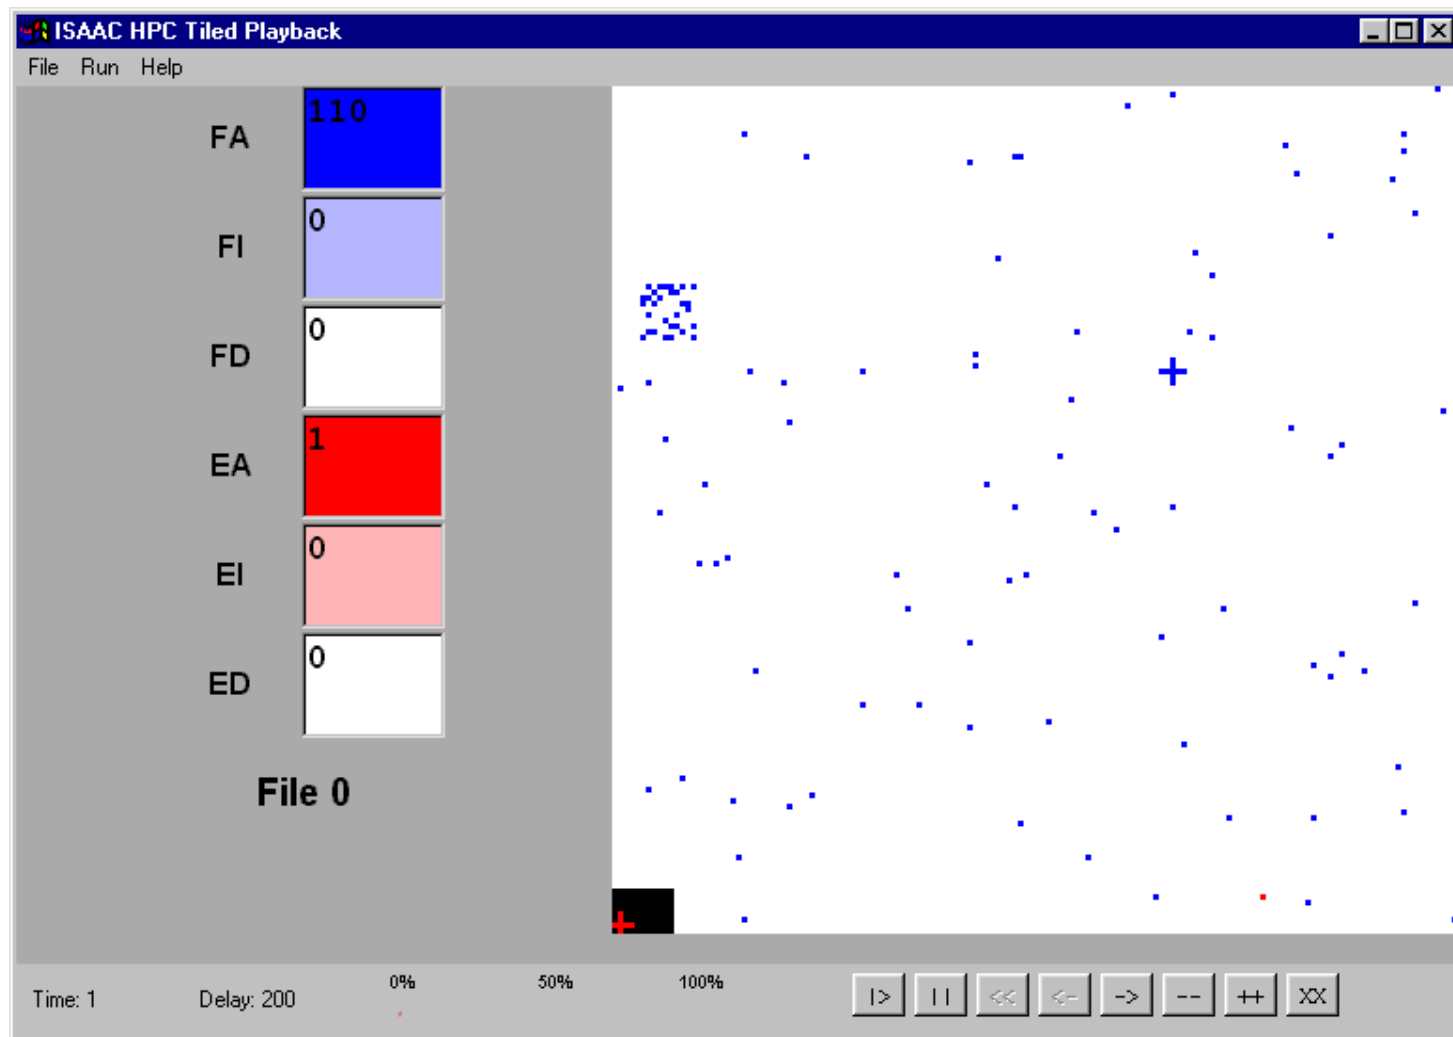 ISAAC HPC Tiled Playback
File Run Help
FA 110
FI 0
FD 0
EA 1
EI 0
ED 0
File 0
Time: 1 Delay: 200 0% 50% 100% |> || << <- -> -- ++ XX